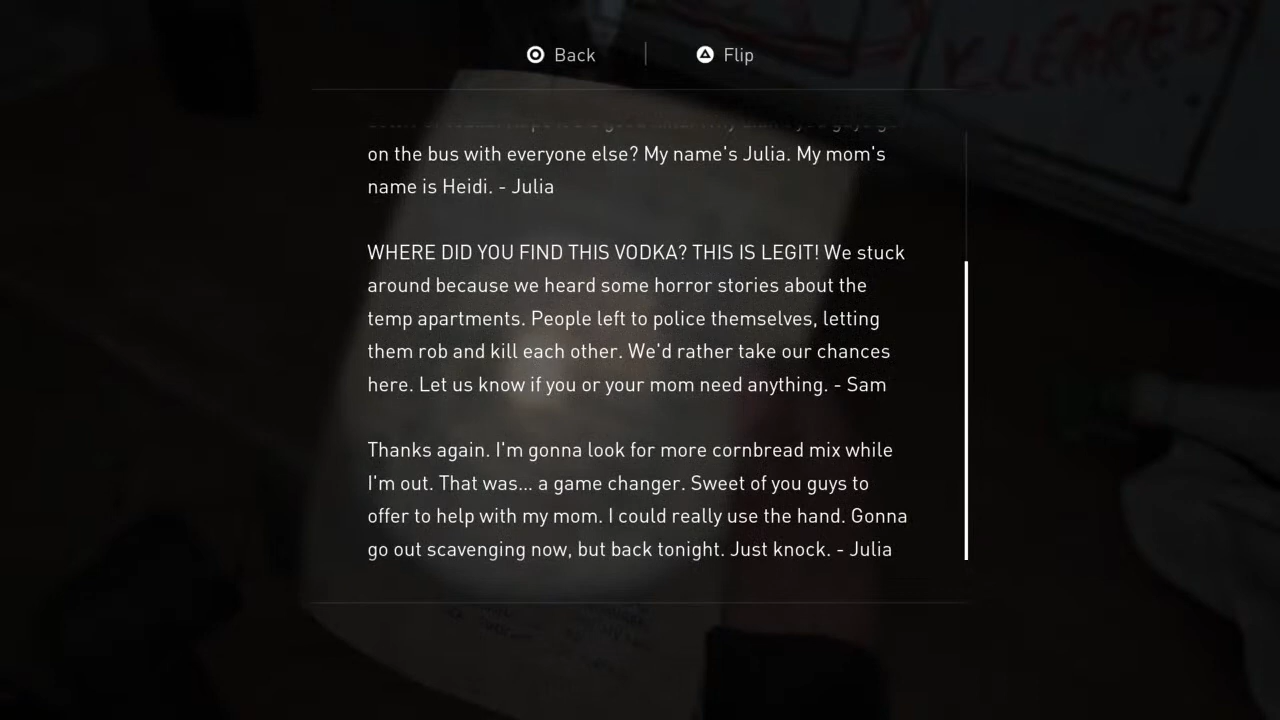 Back
Flip
Y CLEARED
on the bus with everyone else? My name's Julia. My mom's
name is Heidi. - Julia
WHERE DID YOU FIND THIS VODKA? THIS IS LEGIT! We stuck
around because we heard some horror stories about the
temp apartments. People left to police themselves, letting
them rob and kill each other. We'd rather take our chances
here. Let us know if you or your mom need anything. - Sam
Thanks again. I'm gonna look for more cornbread mix while
I'm out. That was... a game changer. Sweet of you guys to
offer to help with my mom. I could really use the hand. Gonna
go out scavenging now, but back tonight. Just knock. - Julia